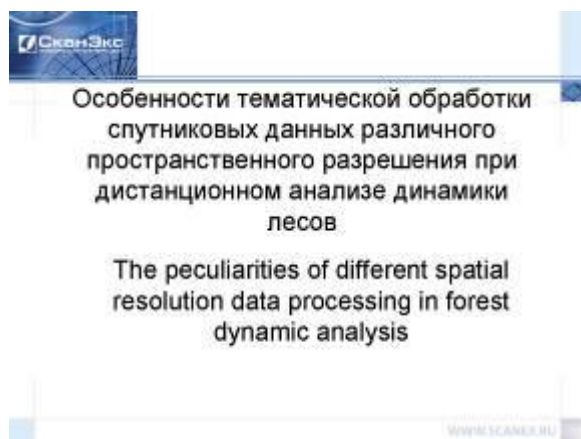 СканЭкс
Особенности тематической обработки
спутниковых данных различного
пространственного разрешения при
дистанционном анализе динамики
лесов
The peculiarities of different spatial
resolution data processing in forest
dynamic analysis
WWW.SCANEX.RU